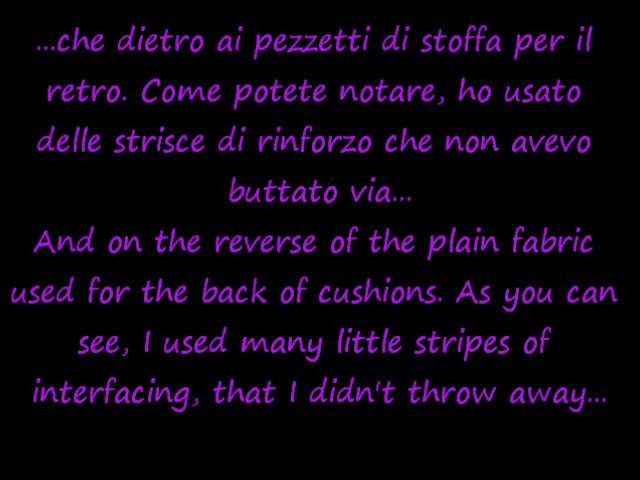 ...che dietro ai pezzetti di stoffa per il
retro. Come potete notare, ho usato
delle strisce di rinforzo che non avevo
buttato via...
And on the reverse of the plain fabric
used for the back of cushions. As you can
see, I used many little stripes of
interfacing, that I didn't throw away...